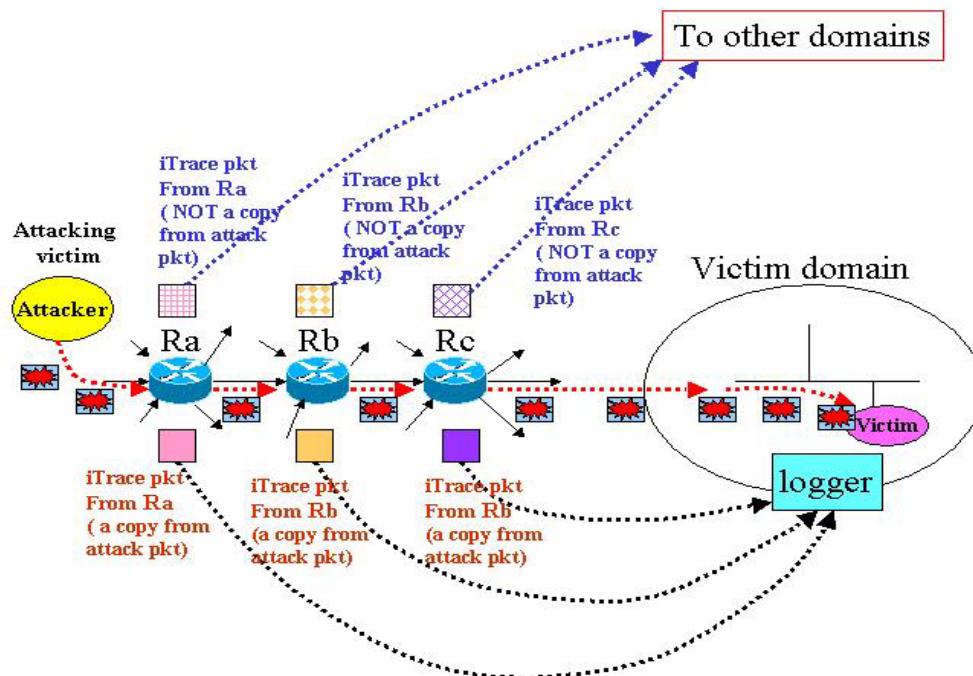 To other domains
iTrace pkt
From Ra
( NOT a copy
from attack
pkt)
iTrace pkt
From Rb
( NOT a copy
from attack
pkt)
iTrace pkt
From Rc
( NOT a copy
from attack
pkt)
Attacking
victim
Attacker
Victim domain
Ra
Rb
Rc
Victim
logger
iTrace pkt
From Ra
( a copy from
attack pkt)
iTrace pkt
From Rb
(a copy from
attack pkt)
iTrace pkt
From Rb
(a copy from
attack pkt)